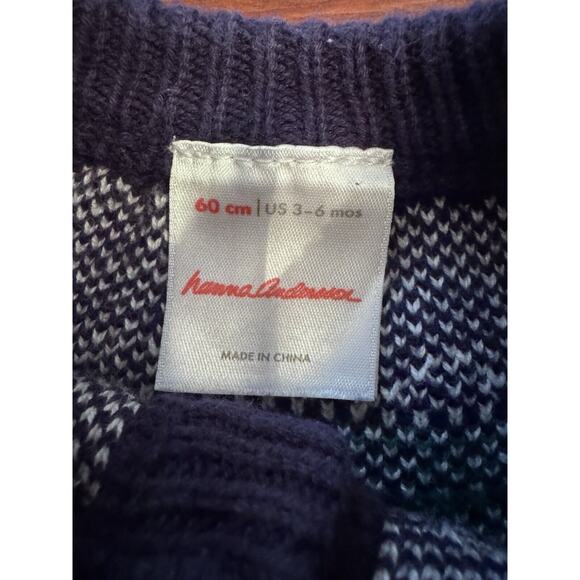 60 cm | US 3-6 mos
hanna andersson
MADE IN CHINA